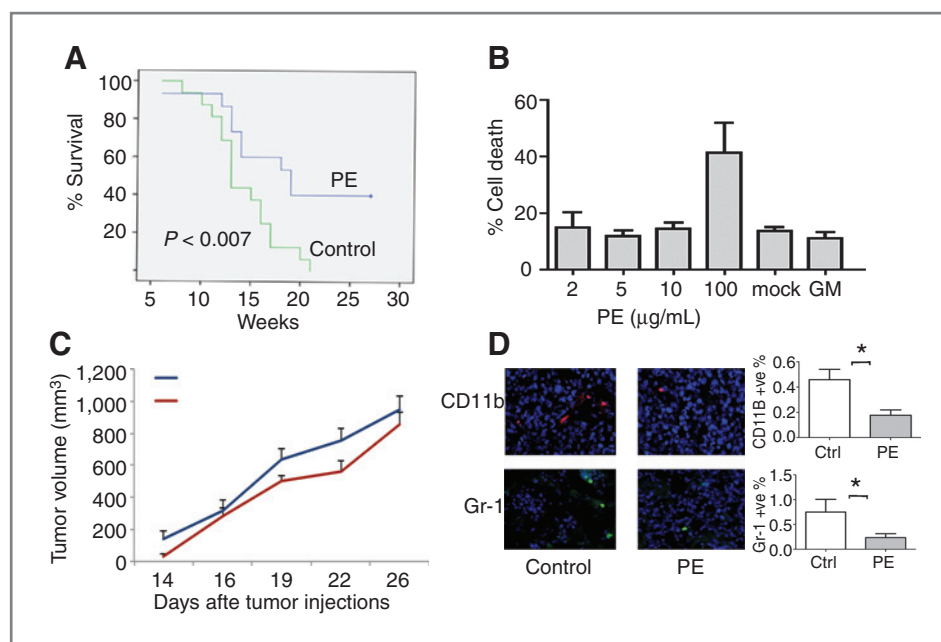 A
% Survival
100
80
60
40
20
PE
P < 0.007
Control
5 10 15 20 25 30
Weeks
B
% Cell death
60
40
20
0
2 5 10 100 mock GM
PE (μg/mL)
C
Tumor volume (mm³)
1,200
1,000
800
600
400
200
0
14 16 19 22 26
Days afte tumor injections
D
CD11b
Gr-1
Control PE
CD11B +ve %
0.6
0.4
0.2
0.0
*
Ctrl PE
Gr-1 +ve %
1.5
1.0
0.5
0.0
*
Ctrl PE